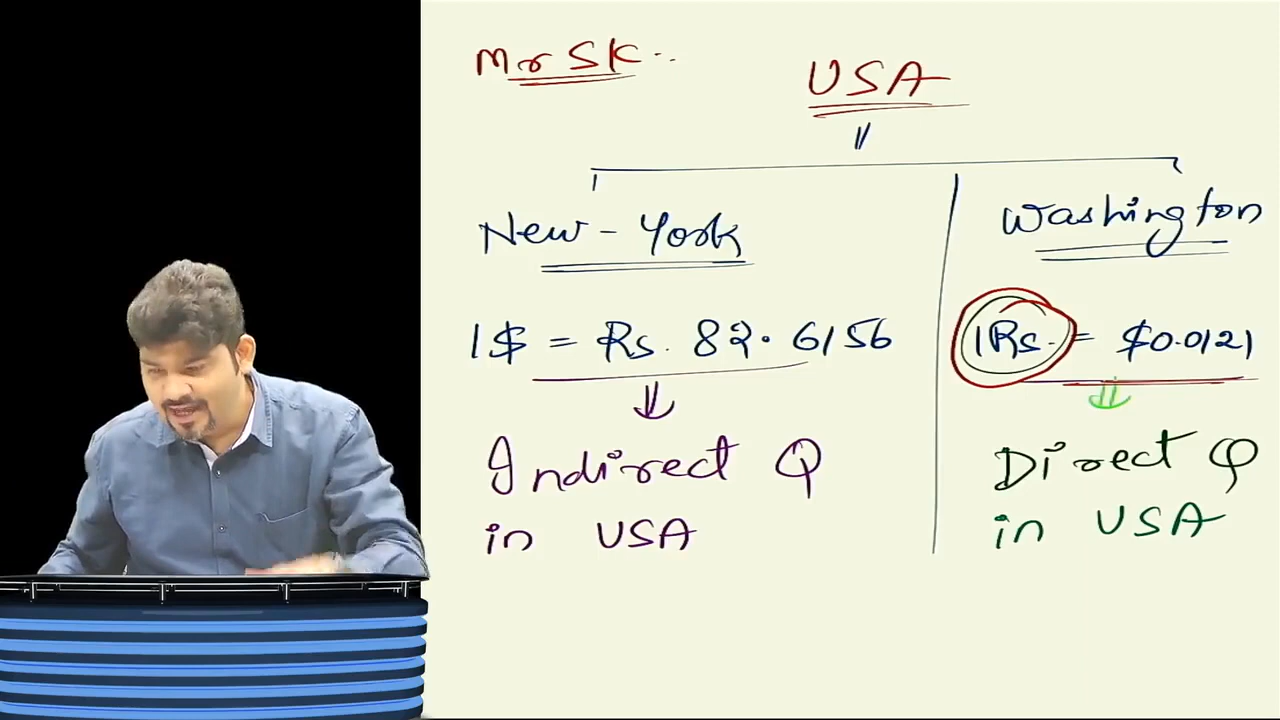 Mr SK..
USA
New-York
Washington
1$ = Rs. 82.6156
1Rs. = $0.0121
Indirect Q
in USA
Direct Q
in USA